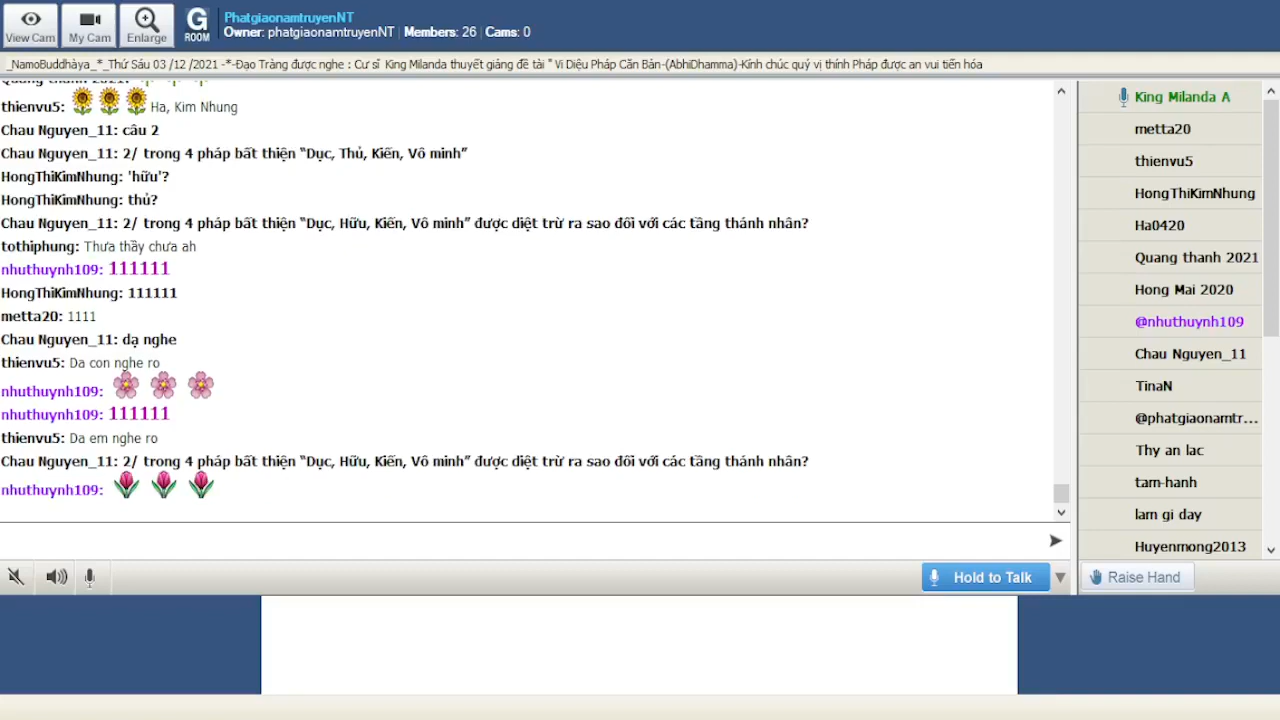 View Cam
My Cam
Enlarge
G
ROOM
PhatgiaonamtruyenNT
Owner: phatgiaonamtruyenNT | Members: 26 | Cams: 0
_NamoBuddhàya_*_Thứ Sáu 03 /12 /2021 -*-Đạo Tràng được nghe : Cư sĩ King Milanda thuyết giảng đề tài " Vi Diệu Pháp Căn Bản-(AbhiDhamma)-Kính chúc quý vị thính Pháp được an vui tiến hóa
thienvu5: Ha, Kim Nhung
Chau Nguyen_11: câu 2
Chau Nguyen_11: 2/ trong 4 pháp bất thiện “Dục, Thủ, Kiến, Vô minh”
HongThiKimNhung: 'hữu'?
HongThiKimNhung: thủ?
Chau Nguyen_11: 2/ trong 4 pháp bất thiện “Dục, Hữu, Kiến, Vô minh” được diệt trừ ra sao đối với các tầng thánh nhân?
tothiphung: Thưa thầy chưa ah
nhuthuynh109: 111111
HongThiKimNhung: 111111
metta20: 1111
Chau Nguyen_11: dạ nghe
thienvu5: Da con nghe ro
nhuthuynh109:
nhuthuynh109: 111111
thienvu5: Da em nghe ro
Chau Nguyen_11: 2/ trong 4 pháp bất thiện “Dục, Hữu, Kiến, Vô minh” được diệt trừ ra sao đối với các tầng thánh nhân?
nhuthuynh109:
King Milanda A
metta20
thienvu5
HongThiKimNhung
Ha0420
Quang thanh 2021
Hong Mai 2020
@nhuthuynh109
Chau Nguyen_11
TinaN
@phatgiaonamtr...
Thy an lac
tam-hanh
lam gi day
Huyenmong2013
Hold to Talk
Raise Hand